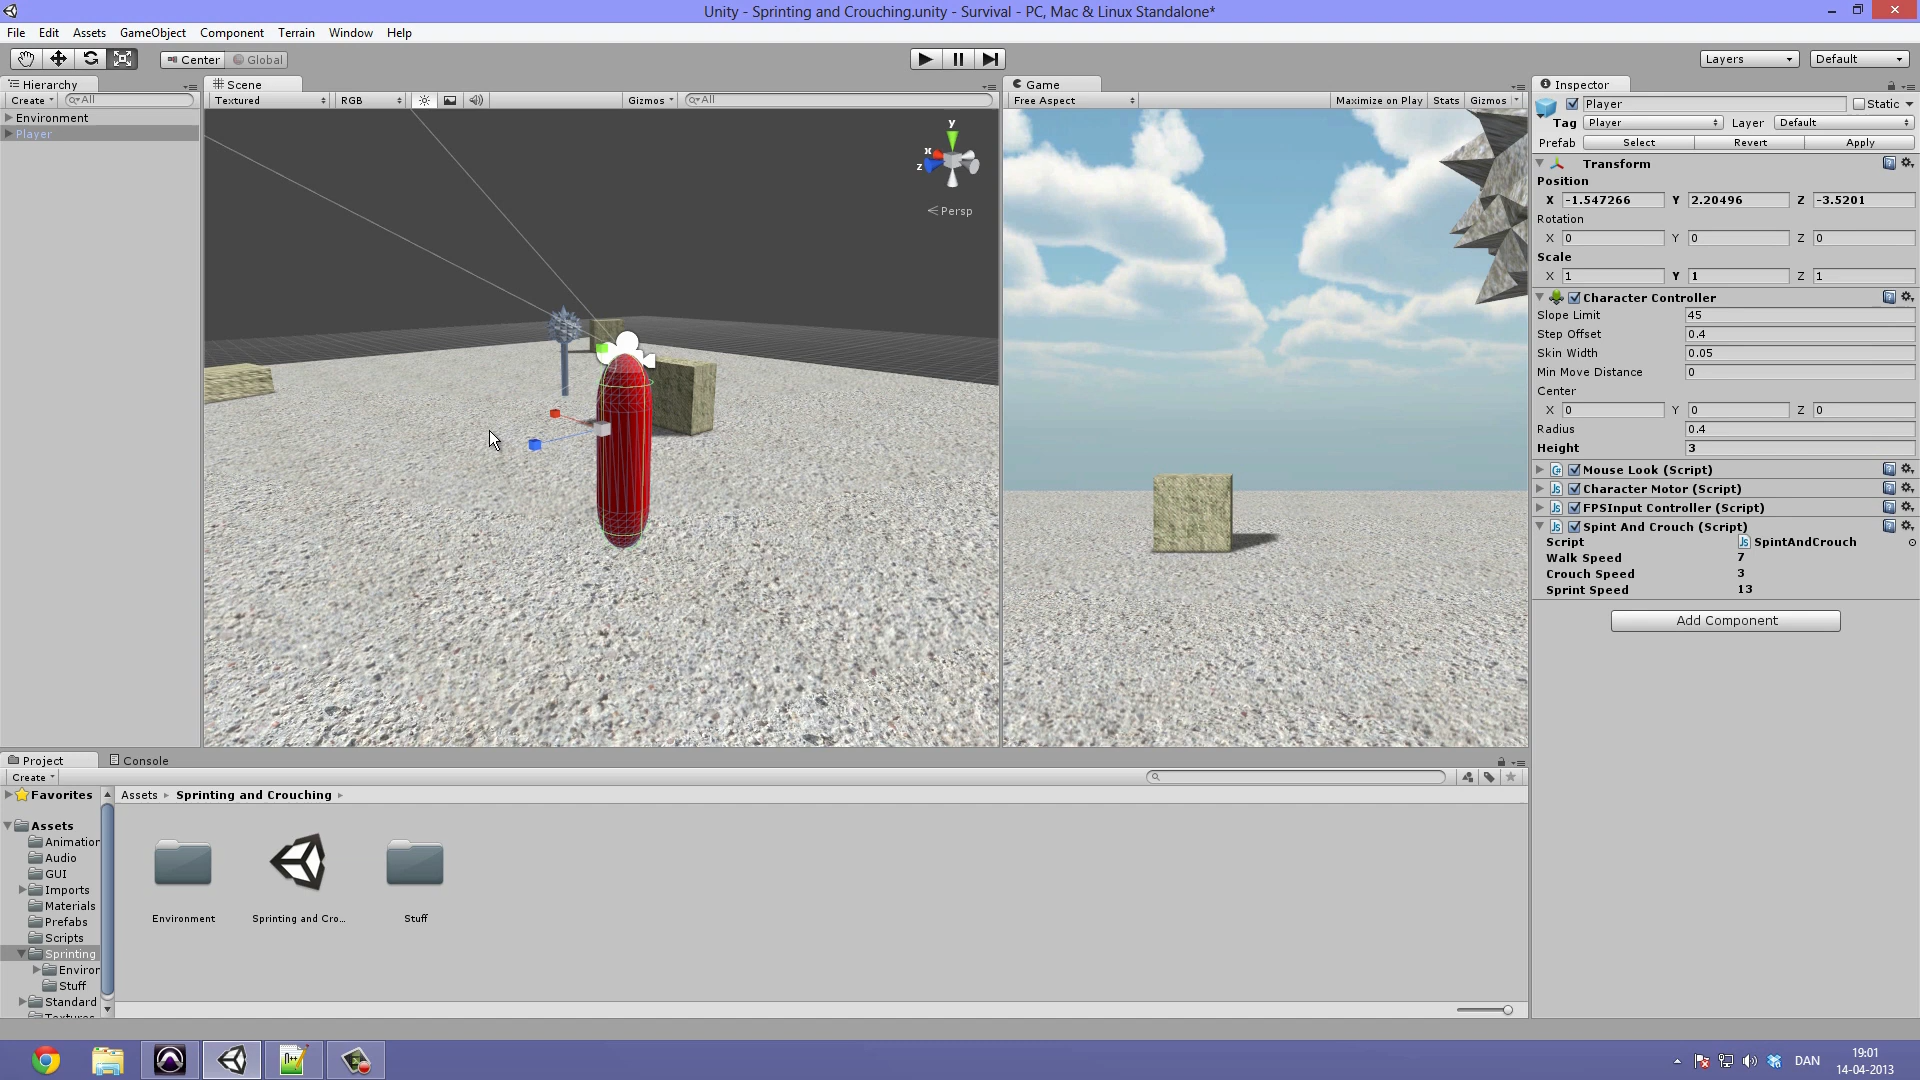 Unity - Sprinting and Crouching.unity - Survival - PC, Mac & Linux Standalone*
File Edit Assets GameObject Component Terrain Window Help
Center Global
Layers Default
Hierarchy
Create All
Environment
Player
Scene
Textured RGB Gizmos All
y
x
z
Persp
Game
Free Aspect Maximize on Play Stats Gizmos
Inspector
Player Static
Tag Player Layer Default
Prefab Select Revert Apply
Transform
Position
X -1.547266 Y 2.20496 Z -3.5201
Rotation
X 0 Y 0 Z 0
Scale
X 1 Y 1 Z 1
Character Controller
Slope Limit 45
Step Offset 0.4
Skin Width 0.05
Min Move Distance 0
Center
X 0 Y 0 Z 0
Radius 0.4
Height 3
Mouse Look (Script)
Character Motor (Script)
FPSInput Controller (Script)
Spint And Crouch (Script)
Script SpintAndCrouch
Walk Speed 7
Crouch Speed 3
Sprint Speed 13
Add Component
Project Console
Create
Favorites
Assets
Animation
Audio
GUI
Imports
Materials
Prefabs
Scripts
Sprinting
Environ
Stuff
Standard
Textures
Assets Sprinting and Crouching
Environment Sprinting and Cro... Stuff
DAN
19:01
14-04-2013